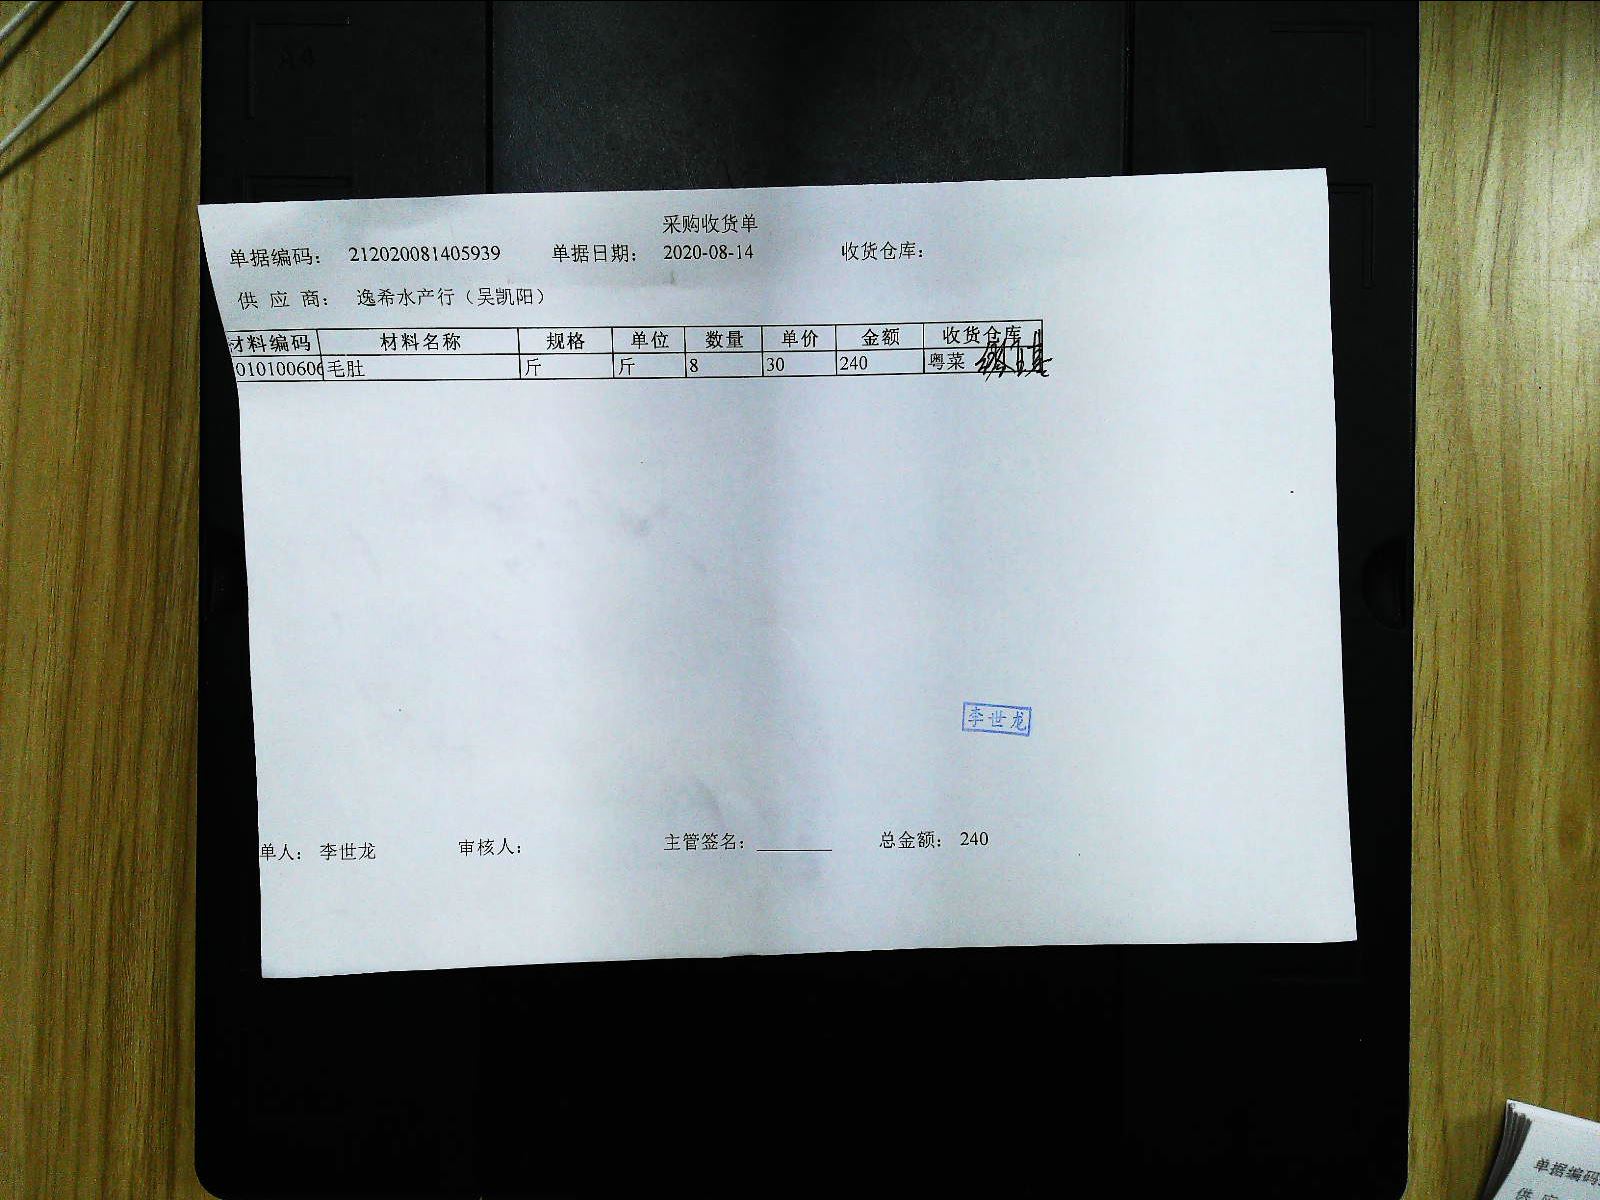 采购收货单
单据编码： 212020081405939 单据日期： 2020-08-14 收货仓库：
供 应 商： 逸希水产行（吴凯阳）
材料编码 材料名称 规格 单位 数量 单价 金额 收货仓库
010100606 毛肚 斤 斤 8 30 240 粤菜
李世龙
单人： 李世龙 审核人： 主管签名： 总金额： 240
单据编码
供 应